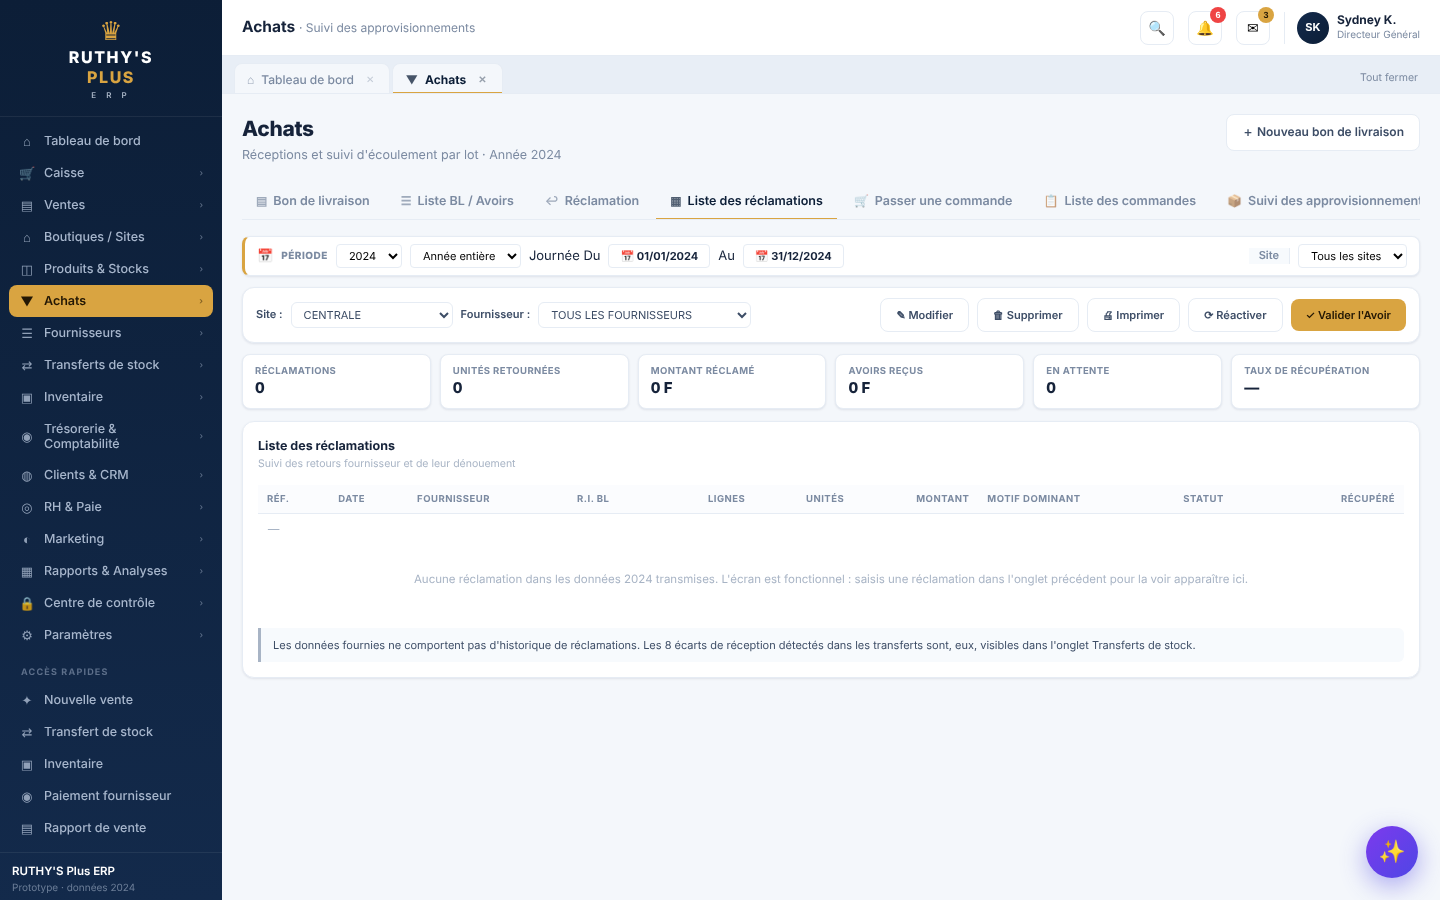 RUTHY'S
PLUS
ERP
Tableau de bord
Caisse
Ventes
Boutiques / Sites
Produits & Stocks
Achats
Fournisseurs
Transferts de stock
Inventaire
Trésorerie &
Comptabilité
Clients & CRM
RH & Paie
Marketing
Rapports & Analyses
Centre de contrôle
Paramètres
ACCÈS RAPIDES
Nouvelle vente
Transfert de stock
Inventaire
Paiement fournisseur
Rapport de vente
RUTHY'S Plus ERP
Prototype · données 2024
Achats · Suivi des approvisionnements
6
3
SK
Sydney K.
Directeur Général
Tableau de bord ×
Achats ×
Tout fermer
Achats
Réceptions et suivi d'écoulement par lot · Année 2024
+ Nouveau bon de livraison
Bon de livraison
Liste BL / Avoirs
Réclamation
Liste des réclamations
Passer une commande
Liste des commandes
Suivi des approvisionnement
PÉRIODE
2024
Année entière
Journée Du
01/01/2024
Au
31/12/2024
Site
Tous les sites
Site :
CENTRALE
Fournisseur :
TOUS LES FOURNISSEURS
✎ Modifier
Supprimer
Imprimer
⟳ Réactiver
✓ Valider l'Avoir
RÉCLAMATIONS
0
UNITÉS RETOURNÉES
0
MONTANT RÉCLAMÉ
0 F
AVOIRS REÇUS
0 F
EN ATTENTE
0
TAUX DE RÉCUPÉRATION
—
Liste des réclamations
Suivi des retours fournisseur et de leur dénouement
RÉF. DATE FOURNISSEUR R.I. BL LIGNES UNITÉS MONTANT MOTIF DOMINANT STATUT RÉCUPÉRÉ
—
Aucune réclamation dans les données 2024 transmises. L'écran est fonctionnel : saisis une réclamation dans l'onglet précédent pour la voir apparaître ici.
Les données fournies ne comportent pas d'historique de réclamations. Les 8 écarts de réception détectés dans les transferts sont, eux, visibles dans l'onglet Transferts de stock.